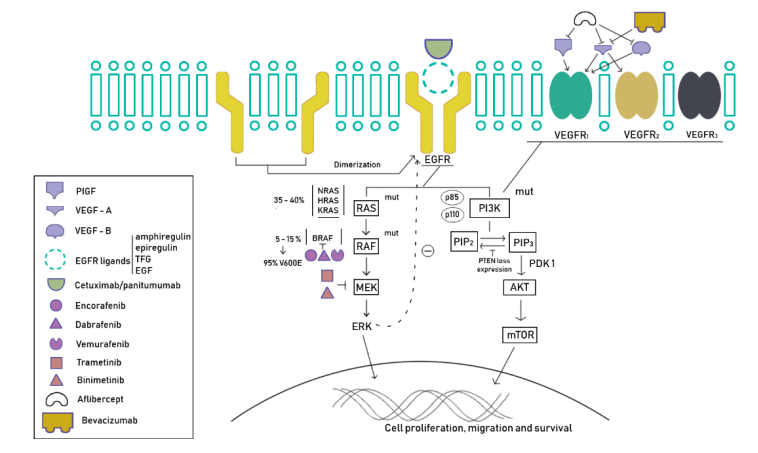 VEGFR₁
VEGFR₂
VEGFR₃
Dimerization
EGFR
35 - 40%
NRAS
HRAS
KRAS
RAS
mut
p85
p110
PI3K
mut
5 - 15 %
BRAF
95% V600E
RAF
mut
PIP₂
PIP₃
PTEN loss
expression
PDK1
MEK
AKT
ERK
mTOR
Cell proliferation, migration and survival
PIGF
VEGF - A
VEGF - B
EGFR ligands
amphiregulin
epiregulin
TFG
EGF
Cetuximab/panitumumab
Encorafenib
Dabrafenib
Vemurafenib
Trametinib
Binimetinib
Aflibercept
Bevacizumab